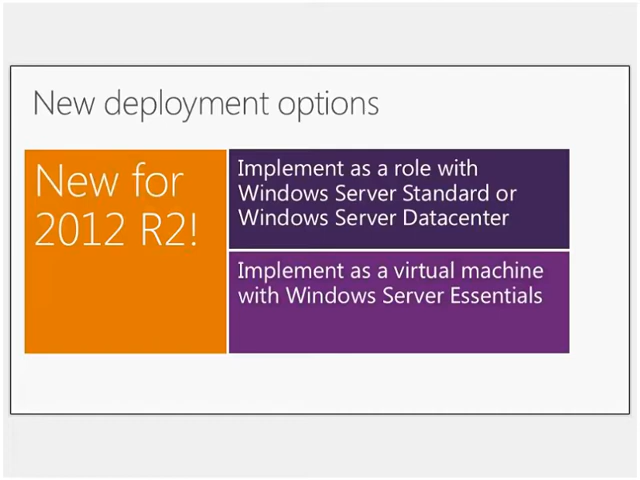 New deployment options
New for
2012 R2!
Implement as a role with
Windows Server Standard or
Windows Server Datacenter
Implement as a virtual machine
with Windows Server Essentials